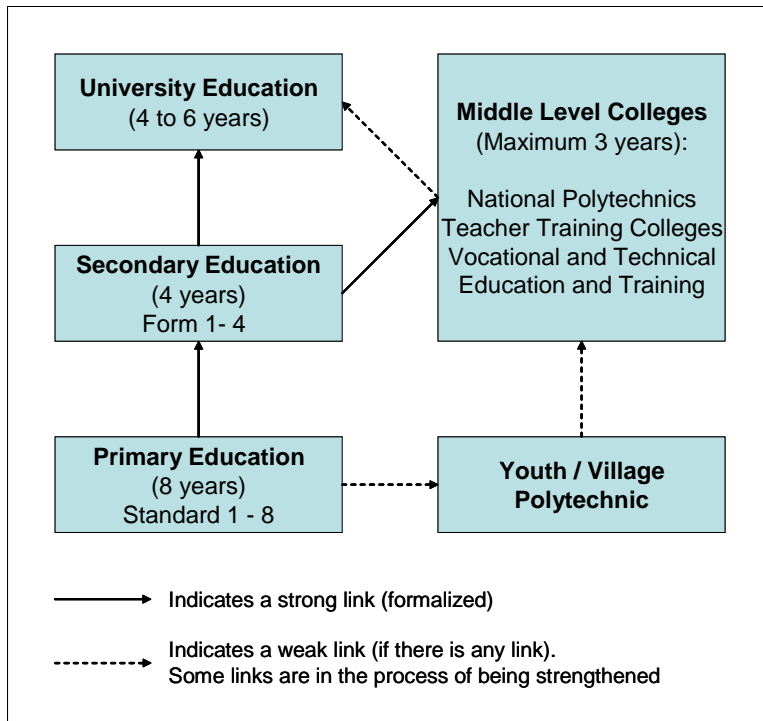 University Education
(4 to 6 years)
Middle Level Colleges
(Maximum 3 years):
National Polytechnics
Teacher Training Colleges
Vocational and Technical
Education and Training
Secondary Education
(4 years)
Form 1- 4
Primary Education
(8 years)
Standard 1 - 8
Youth / Village
Polytechnic
Indicates a strong link (formalized)
Indicates a weak link (if there is any link).
Some links are in the process of being strengthened